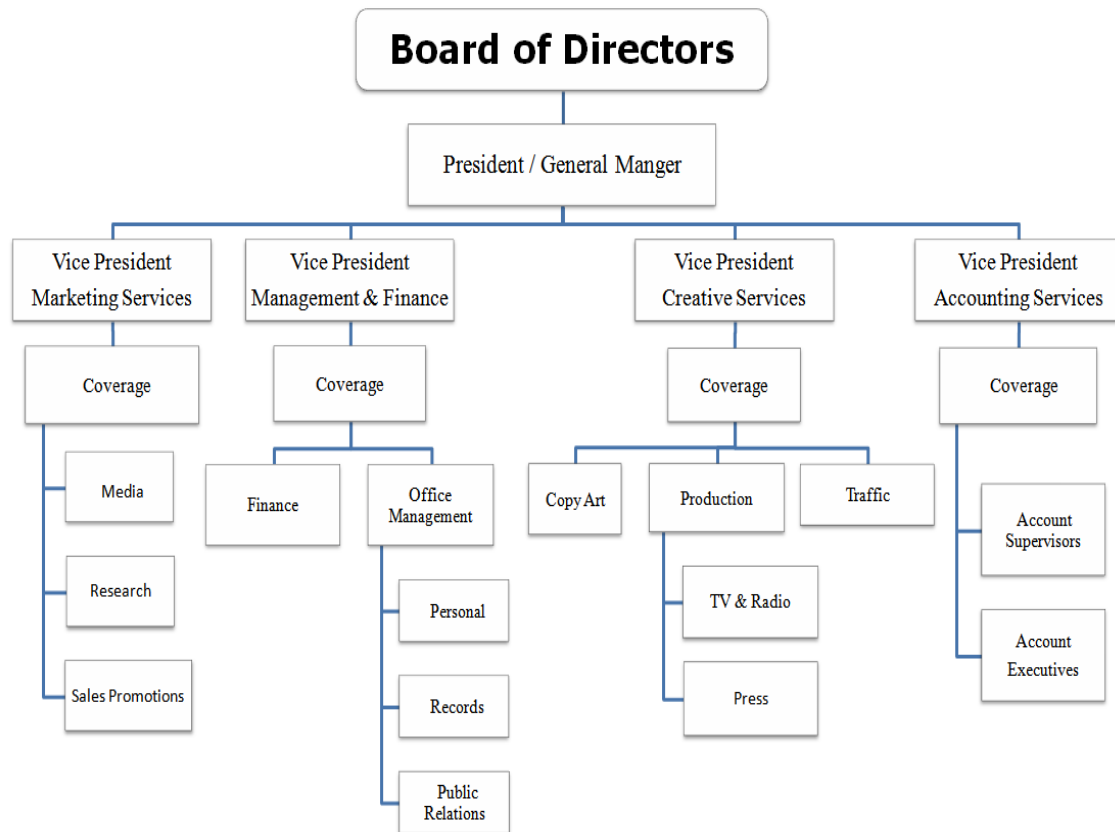 Board of Directors
President / General Manger
Vice President
Marketing Services
Vice President
Management & Finance
Vice President
Creative Services
Vice President
Accounting Services
Coverage
Coverage
Coverage
Coverage
Media
Research
Sales Promotions
Finance
Office
Management
Personal
Records
Public
Relations
Copy Art
Production
Traffic
TV & Radio
Press
Account
Supervisors
Account
Executives